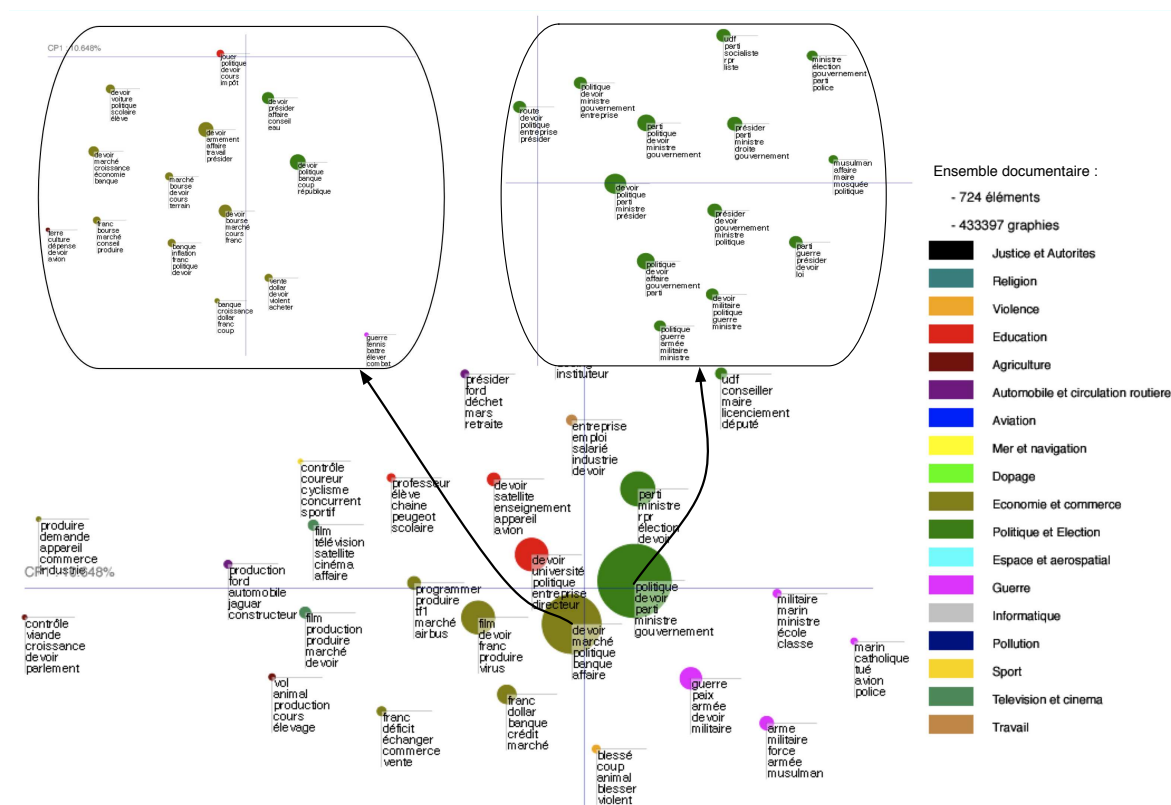 CP1 : 10.648%
jouer
politique
devoir
cours
impôt
devoir
voiture
politique
scolaire
élève
devoir
présider
affaire
conseil
eau
devoir
armement
affaire
travail
présider
devoir
marché
croissance
économie
banque
marché
bourse
devoir
cours
terrain
devoir
politique
banque
coup
république
terre
culture
dépense
devoir
avion
franc
bourse
marché
conseil
produire
devoir
bourse
marché
cours
franc
banque
inflation
franc
politique
devoir
vente
dollar
devoir
violent
acheter
banque
croissance
dollar
franc
coup
guerre
tennis
battre
élever
combat
udf
parti
socialiste
rpr
liste
ministre
élection
gouvernement
parti
police
politique
devoir
ministre
gouvernement
entreprise
route
devoir
politique
entreprise
présider
parti
politique
devoir
ministre
gouvernement
présider
parti
ministre
droite
gouvernement
musulman
affaire
maire
mosquée
politique
devoir
politique
parti
ministre
présider
présider
devoir
gouvernement
ministre
politique
parti
guerre
présider
devoir
loi
politique
devoir
affaire
gouvernement
parti
devoir
militaire
politique
guerre
ministre
politique
guerre
armée
militaire
ministre
instituteur
présider
ford
déchet
mars
retraite
udf
conseiller
maire
licenciement
député
entreprise
emploi
salarié
industrie
devoir
contrôle
coureur
cyclisme
concurrent
sportif
professeur
élève
chaine
peugeot
scolaire
devoir
satellite
enseignement
appareil
avion
parti
ministre
rpr
élection
devoir
produire
demande
appareil
commerce
industrie
film
télévision
satellite
cinéma
affaire
devoir
université
politique
entreprise
directeur
production
ford
automobile
jaguar
constructeur
programmer
produire
tf1
marché
airbus
politique
devoir
parti
ministre
gouvernement
militaire
marin
ministre
école
classe
contrôle
viande
croissance
devoir
parlement
film
production
produire
marché
devoir
film
devoir
franc
produire
virus
devoir
marché
politique
banque
affaire
marin
catholique
tué
avion
police
vol
animal
production
cours
élevage
guerre
paix
armée
devoir
militaire
franc
dollar
banque
crédit
marché
franc
déficit
échanger
commerce
vente
arme
militaire
force
armée
musulman
blessé
coup
animal
blesser
violent
Ensemble documentaire :
- 724 éléments
- 433397 graphies
Justice et Autorites
Religion
Violence
Education
Agriculture
Automobile et circulation routiere
Aviation
Mer et navigation
Dopage
Economie et commerce
Politique et Election
Espace et aerospatial
Guerre
Informatique
Pollution
Sport
Television et cinema
Travail